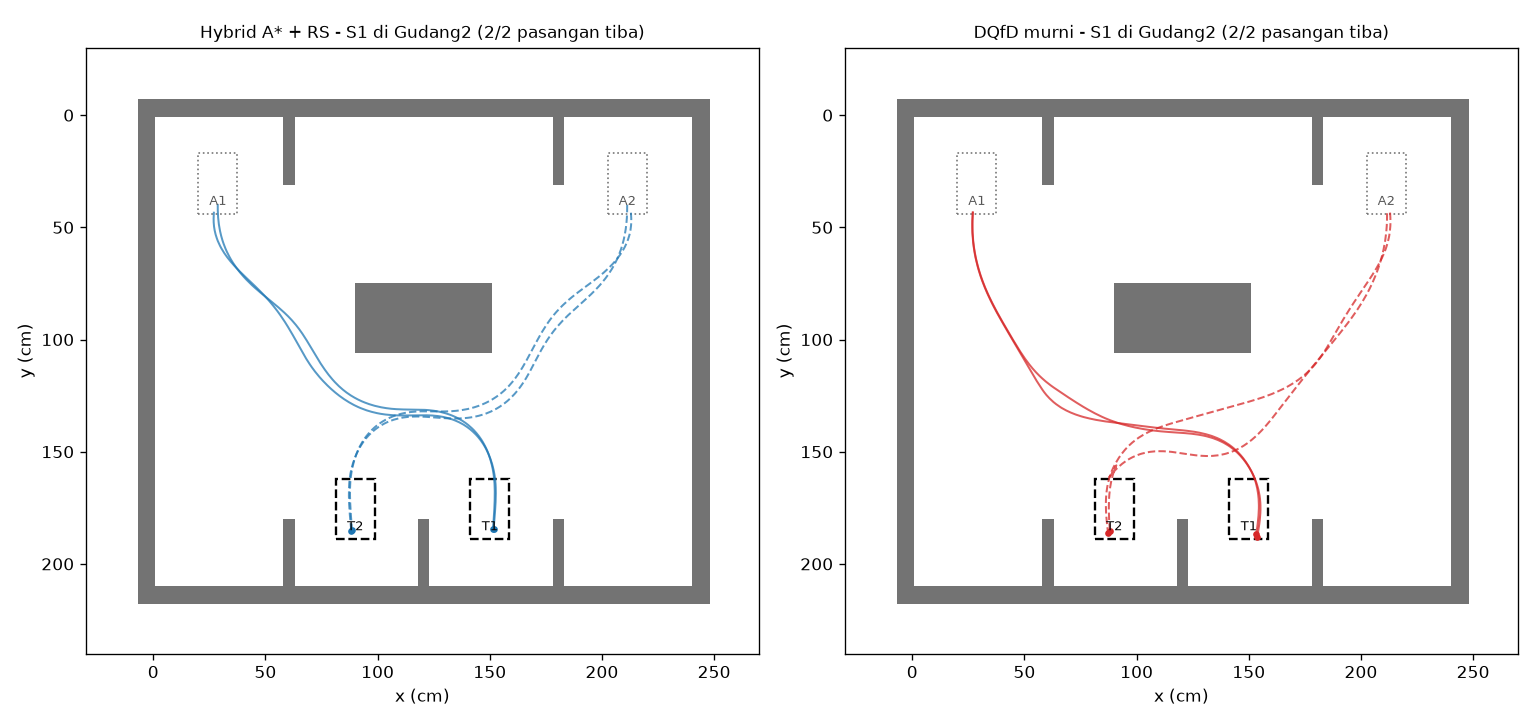 Hybrid A* + RS - S1 di Gudang2 (2/2 pasangan tiba)
0
50
100
150
200
y (cm)
A1
A2
T2
T1
0
50
100
150
200
250
x (cm)
DQfD murni - S1 di Gudang2 (2/2 pasangan tiba)
0
50
100
150
200
y (cm)
A1
A2
T2
T1
0
50
100
150
200
250
x (cm)